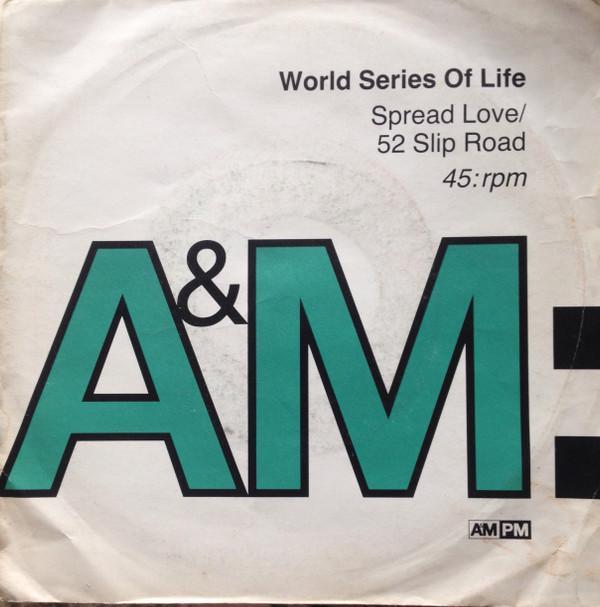 World Series Of Life
Spread Love/
52 Slip Road
45:rpm
A&M:
A&M PM